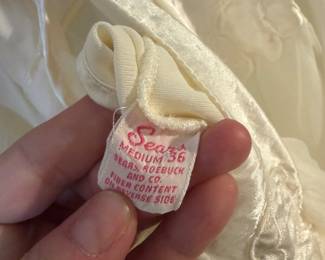 Sears
MEDIUM 36
SEARS, ROEBUCK
AND CO.
FIBER CONTENT
ON REVERSE SIDE